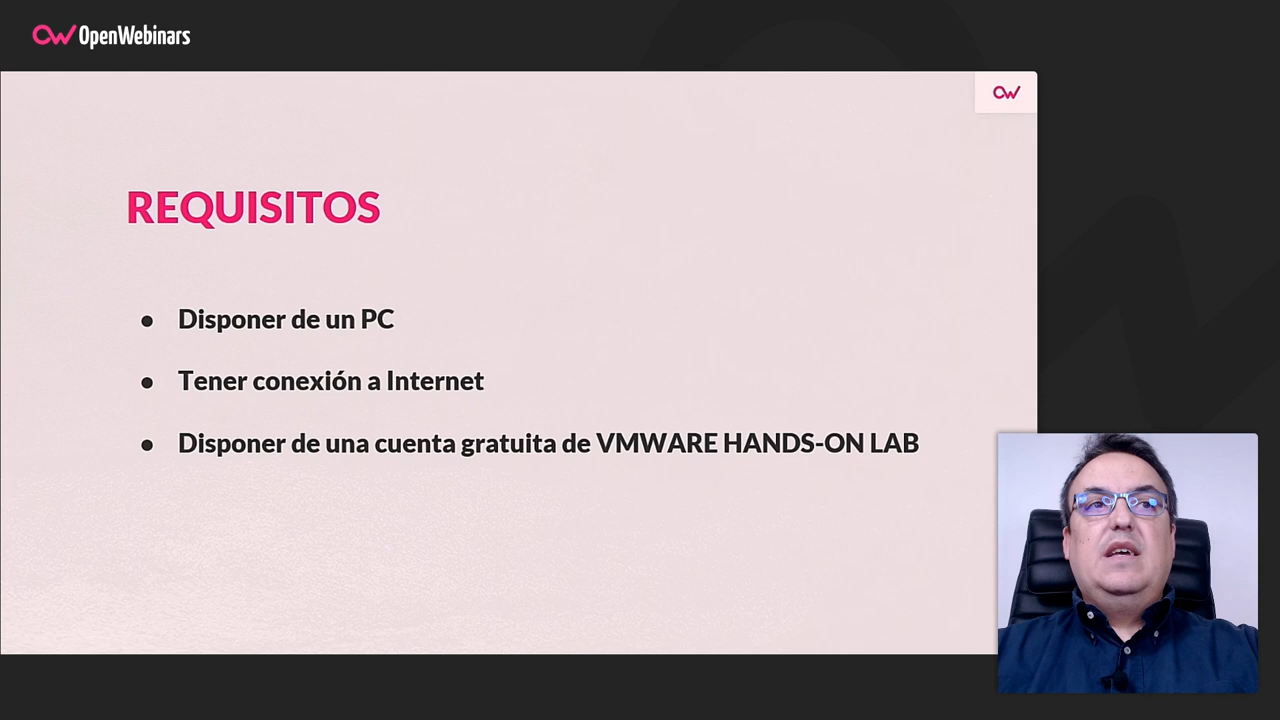 OpenWebinars
REQUISITOS
● Disponer de un PC
● Tener conexión a Internet
● Disponer de una cuenta gratuita de VMWARE HANDS-ON LAB